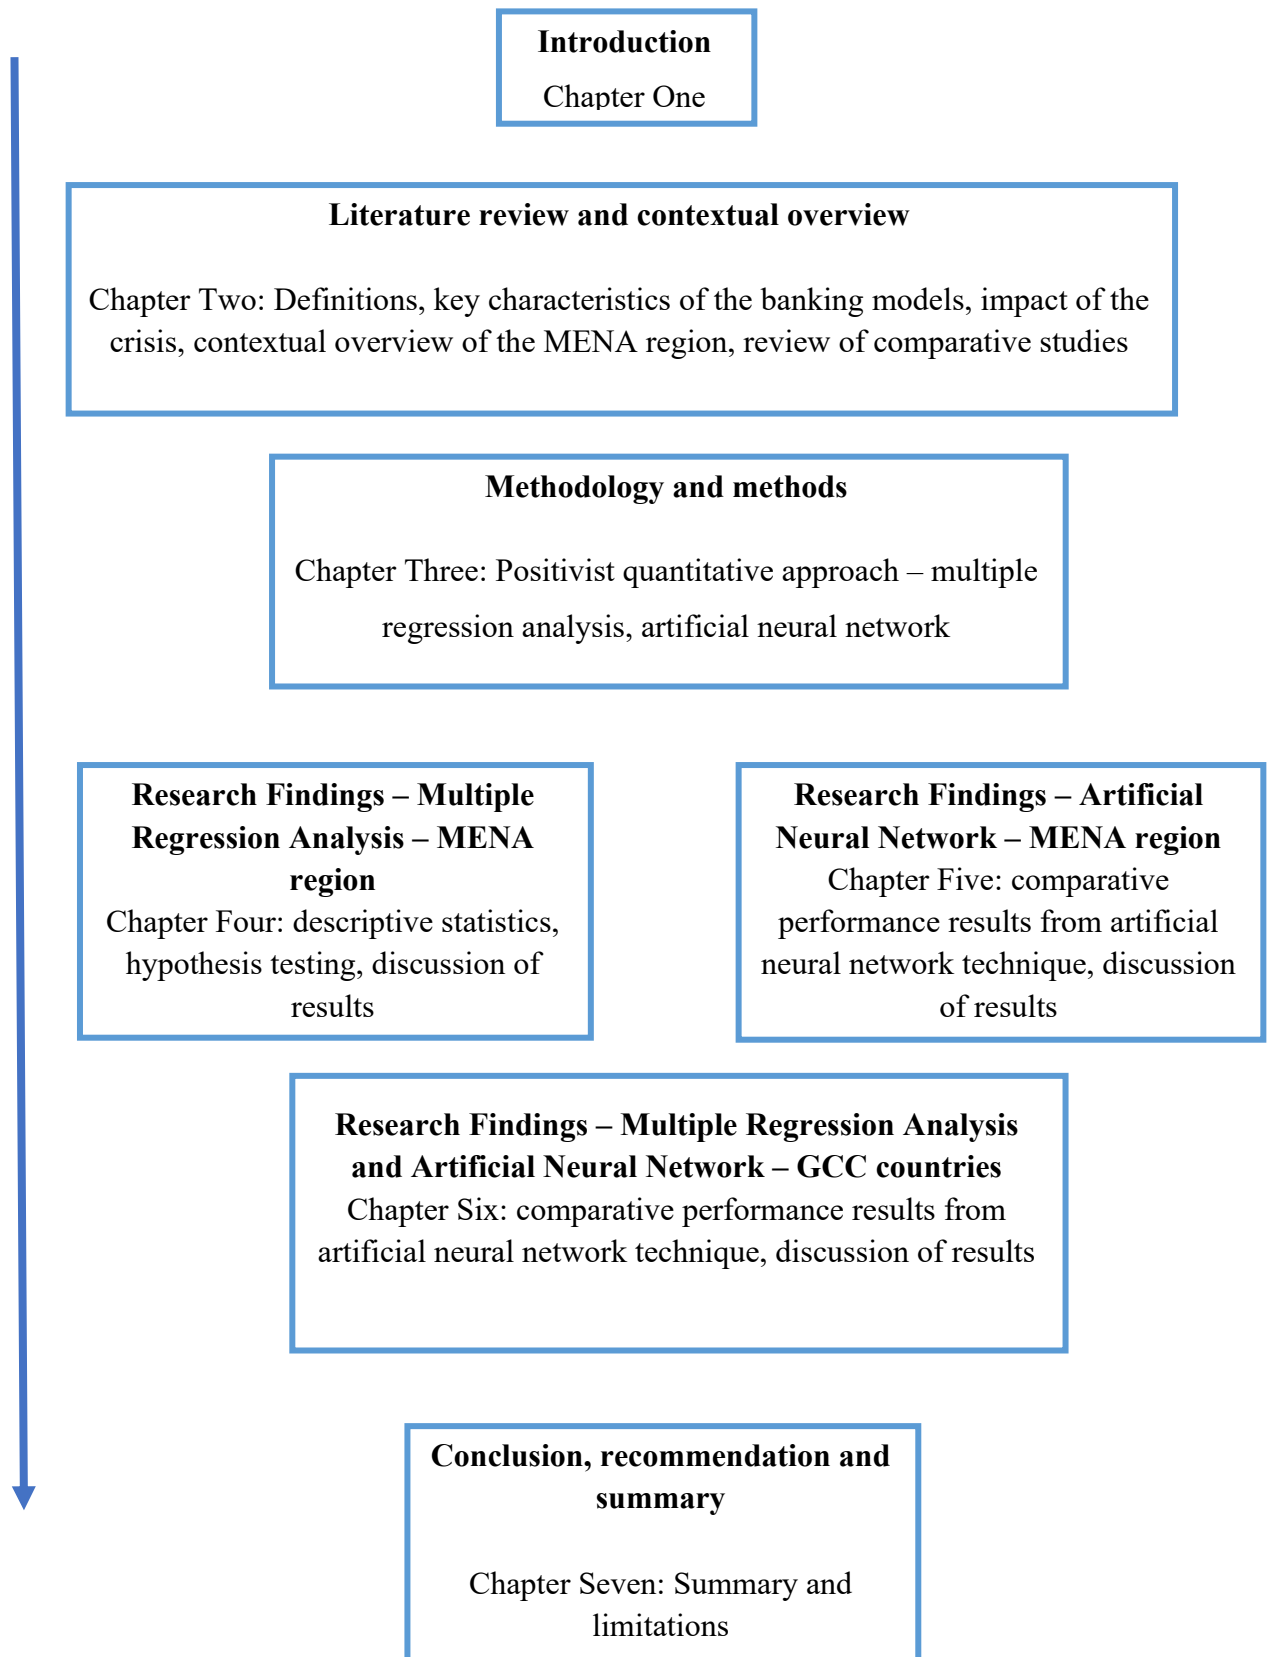 Introduction
Chapter One
Literature review and contextual overview
Chapter Two: Definitions, key characteristics of the banking models, impact of the
crisis, contextual overview of the MENA region, review of comparative studies
Methodology and methods
Chapter Three: Positivist quantitative approach – multiple
regression analysis, artificial neural network
Research Findings – Multiple
Regression Analysis – MENA
region
Chapter Four: descriptive statistics,
hypothesis testing, discussion of
results
Research Findings – Artificial
Neural Network – MENA region
Chapter Five: comparative
performance results from artificial
neural network technique, discussion
of results
Research Findings – Multiple Regression Analysis
and Artificial Neural Network – GCC countries
Chapter Six: comparative performance results from
artificial neural network technique, discussion of results
Conclusion, recommendation and
summary
Chapter Seven: Summary and
limitations